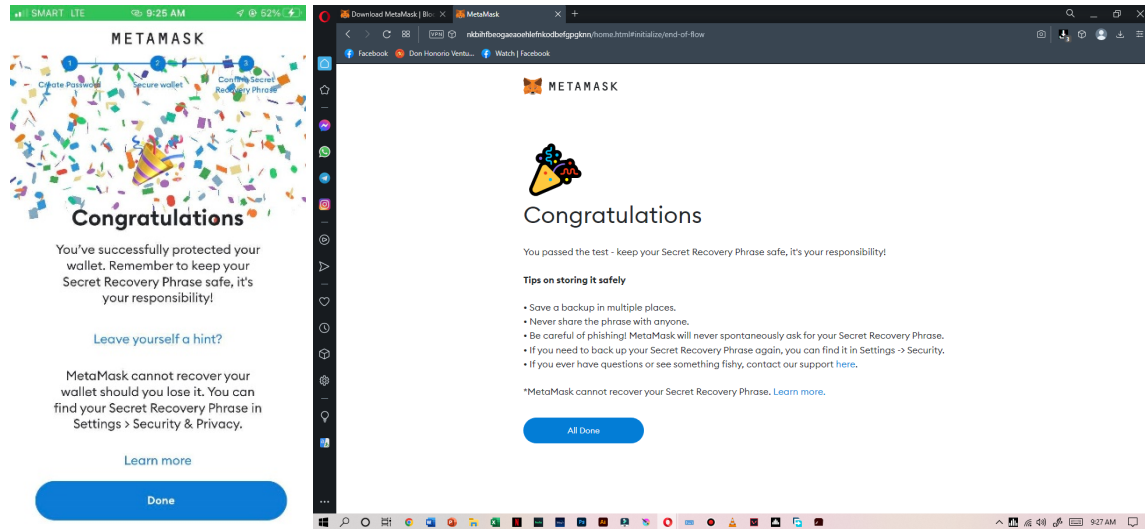 SMART LTE 9:25 AM 52%
METAMASK
1 2 3
Create Password Secure wallet Confirm Secret
Recovery Phrase
Congratulations
You've successfully protected your
wallet. Remember to keep your
Secret Recovery Phrase safe, it's
your responsibility!
Leave yourself a hint?
MetaMask cannot recover your
wallet should you lose it. You can
find your Secret Recovery Phrase in
Settings > Security & Privacy.
Learn more
Done
Download MetaMask | Blo MetaMask
VPN nkbihfbeogaeaoehlefnkodbefgpgknn/home.html#initialize/end-of-flow
Facebook Don Honorio Ventu... Watch | Facebook
METAMASK
Congratulations
You passed the test - keep your Secret Recovery Phrase safe, it's your responsibility!
Tips on storing it safely
• Save a backup in multiple places.
• Never share the phrase with anyone.
• Be careful of phishing! MetaMask will never spontaneously ask for your Secret Recovery Phrase.
• If you need to back up your Secret Recovery Phrase again, you can find it in Settings -> Security.
• If you ever have questions or see something fishy, contact our support here.
*MetaMask cannot recover your Secret Recovery Phrase. Learn more.
All Done
9:27 AM